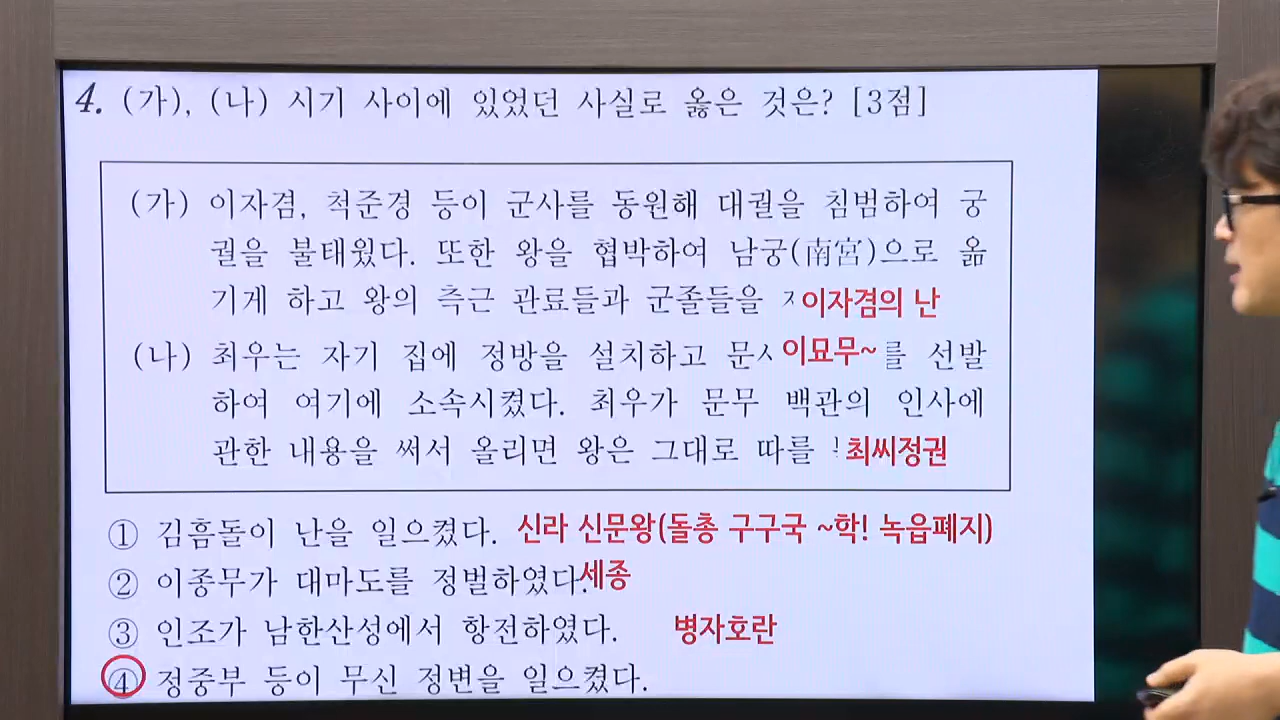 4. (가), (나) 시기 사이에 있었던 사실로 옳은 것은? [3점]
(가) 이자겸, 척준경 등이 군사를 동원해 대궐을 침범하여 궁
궐을 불태웠다. 또한 왕을 협박하여 남궁(南宮)으로 옮
기게 하고 왕의 측근 관료들과 군졸들을 이자겸의 난
(나) 최우는 자기 집에 정방을 설치하고 이묘무~ 를 선발
하여 여기에 소속시켰다. 최우가 문무 백관의 인사에
관한 내용을 써서 올리면 왕은 그대로 따를 최씨정권
① 김흠돌이 난을 일으켰다. 신라 신문왕(돌총 구구국 ~학! 녹읍폐지)
② 이종무가 대마도를 정벌하였다. 세종
③ 인조가 남한산성에서 항전하였다. 병자호란
④ 정중부 등이 무신 정변을 일으켰다.